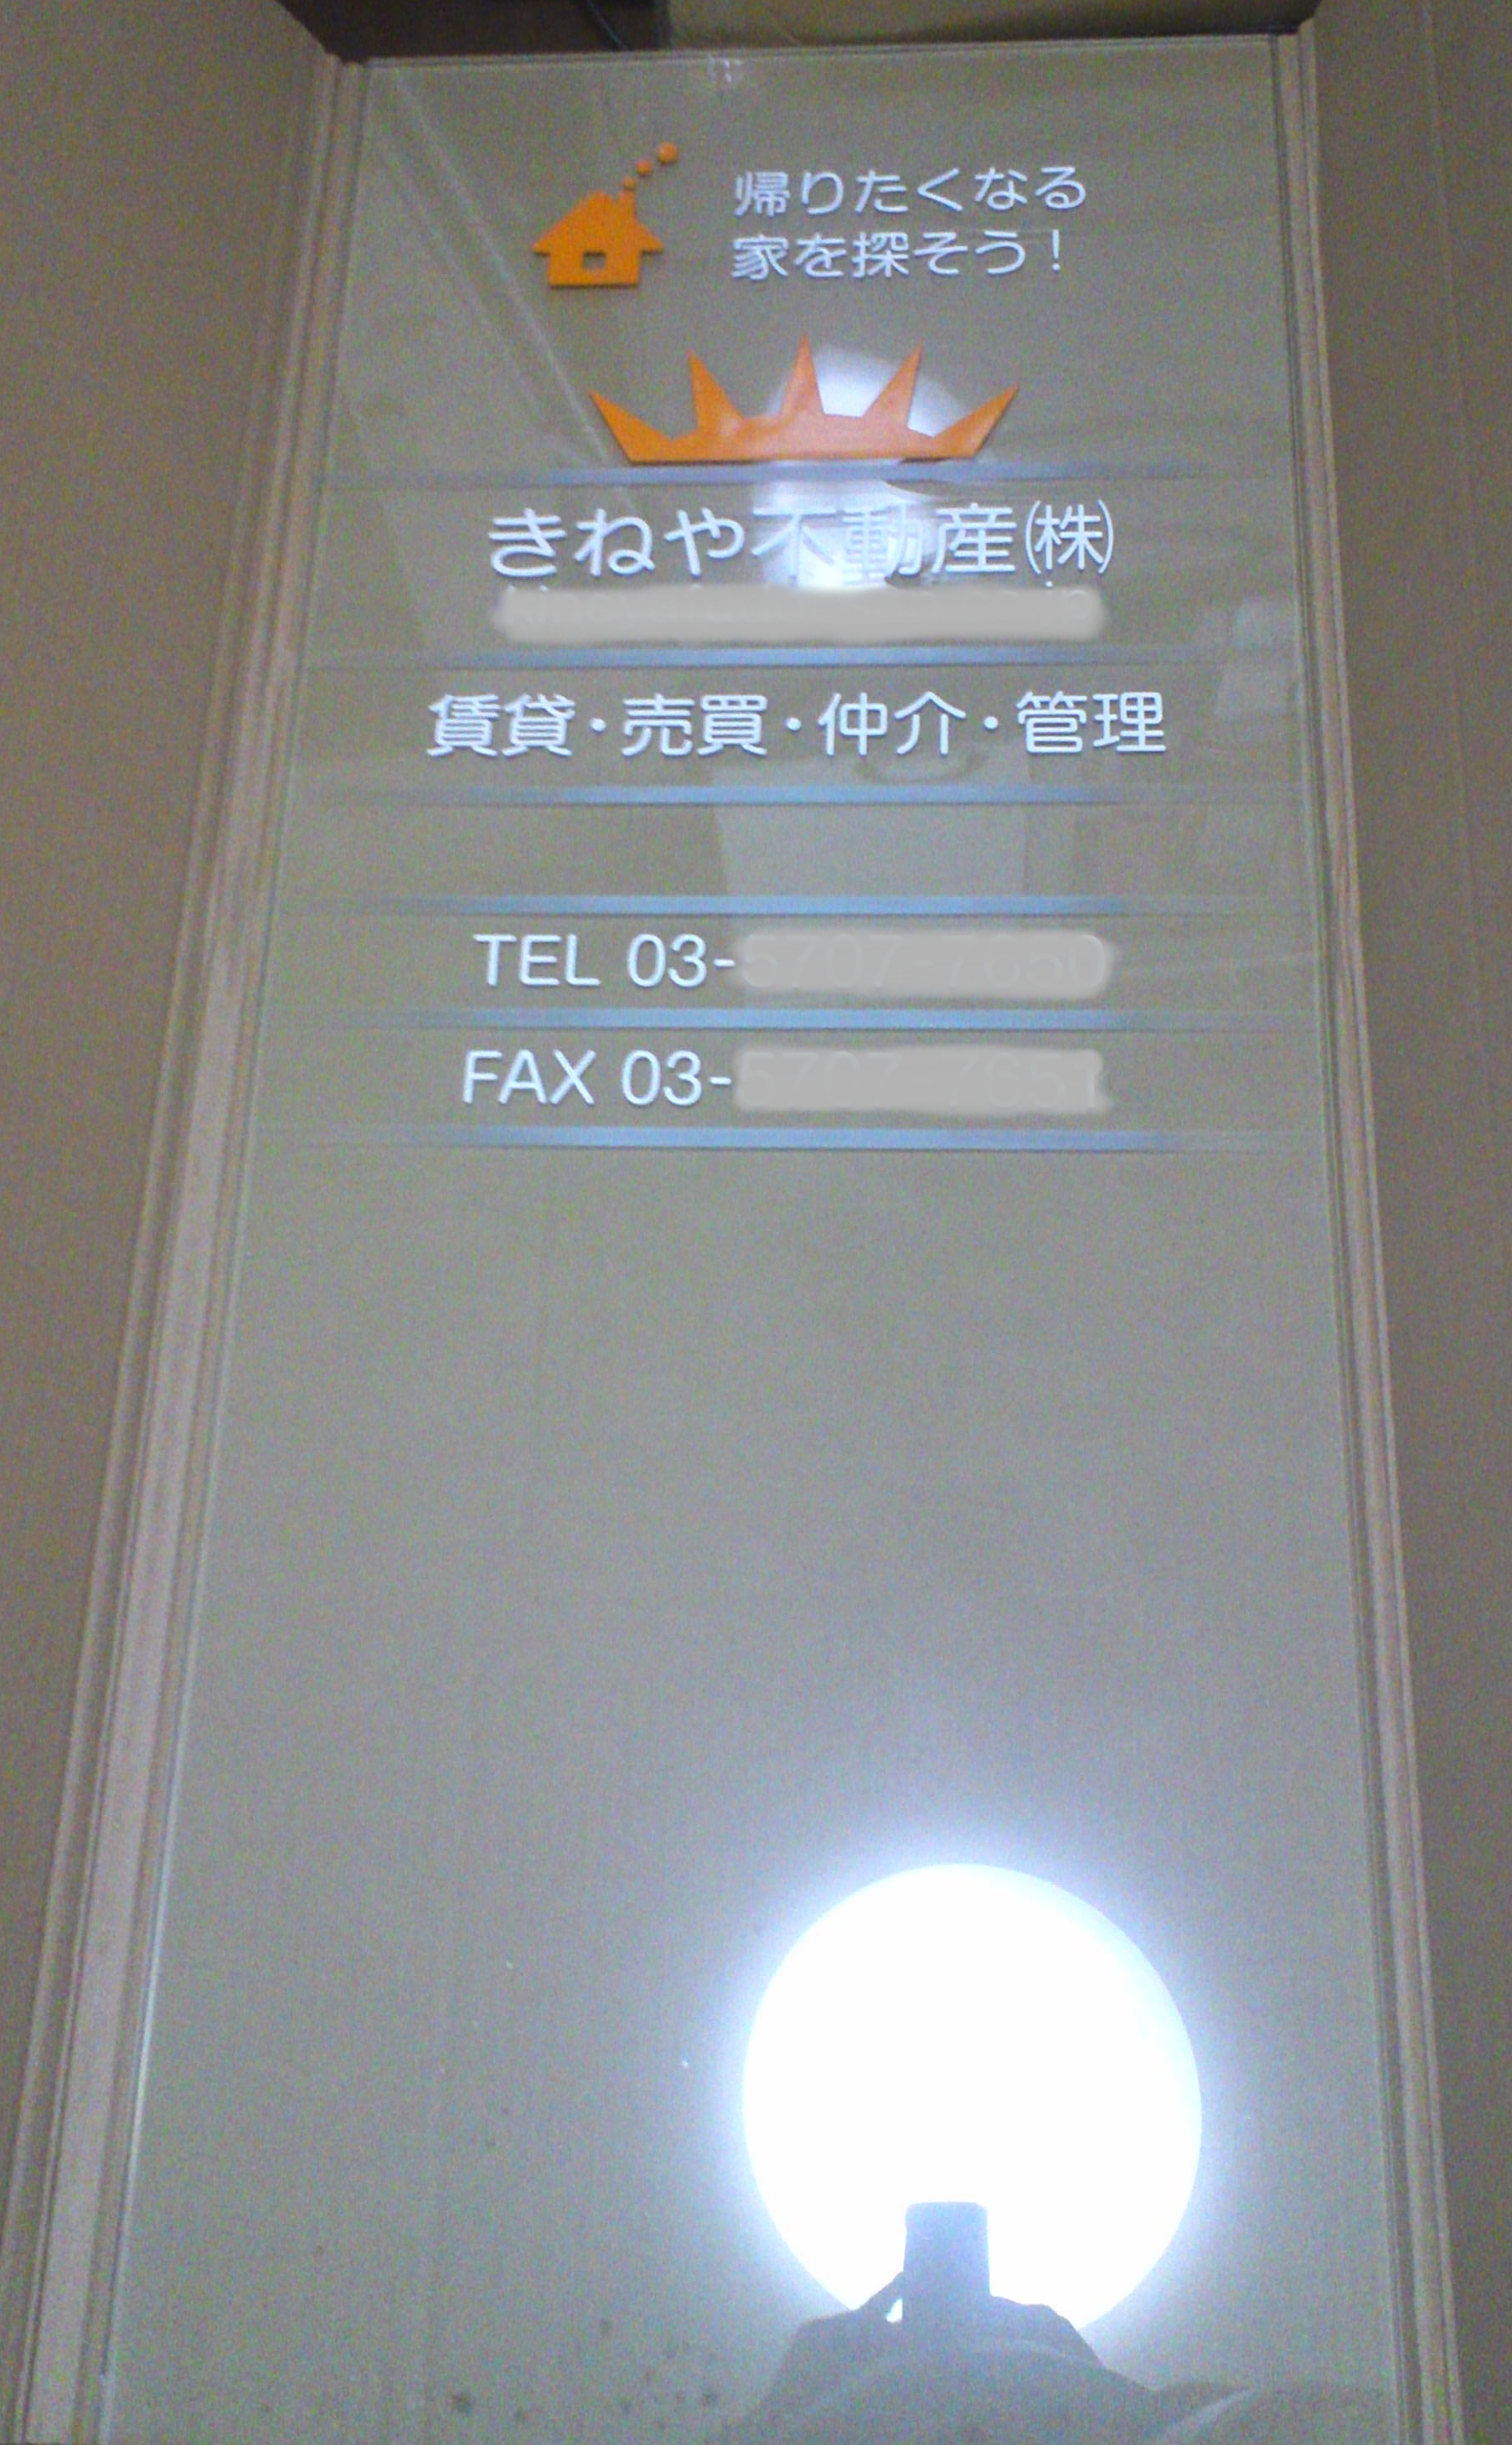 帰りたくなる
家を探そう！
きねや不動産㈱
賃貸・売買・仲介・管理
TEL 03-
FAX 03-